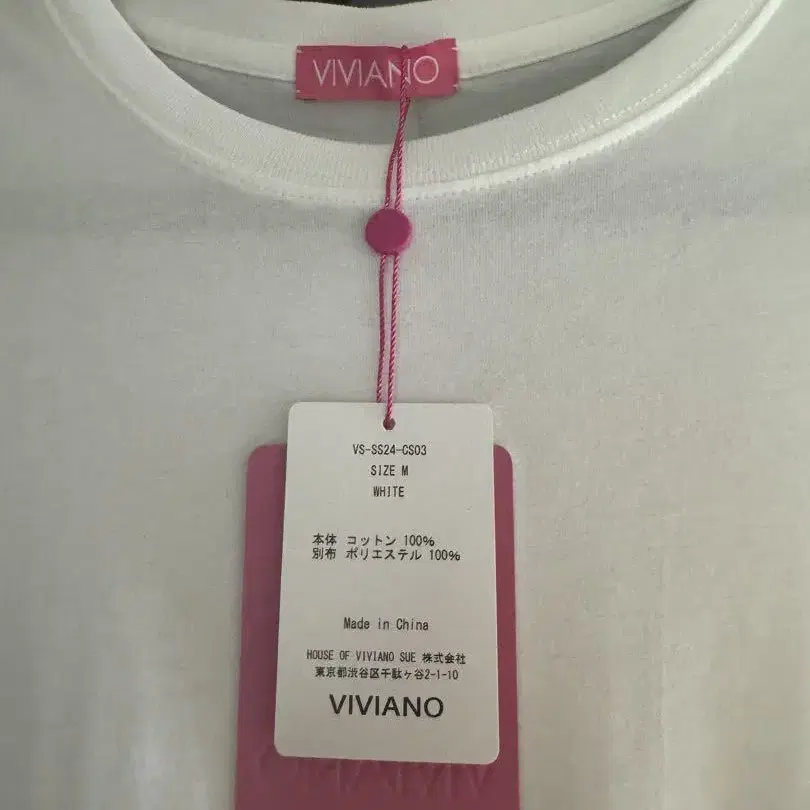 VIVIANO
VS-SS24-CS03
SIZE M
WHITE
本体 コットン 100%
別布 ポリエステル 100%
Made in China
HOUSE OF VIVIANO SUE 株式会社
東京都渋谷区千駄ヶ谷2-1-10
VIVIANO